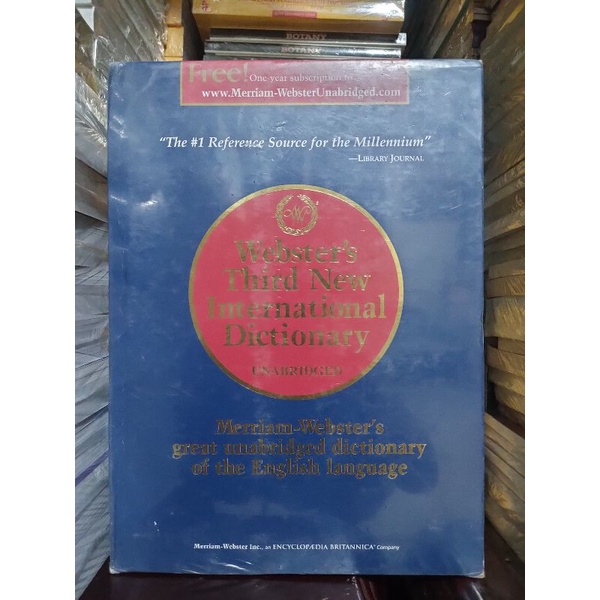 BOTANY
BOTANY
Free! One year subscription to
www.Merriam-WebsterUnabridged.com
“The #1 Reference Source for the Millennium”
—LIBRARY JOURNAL
W
Webster's
Third New
International
Dictionary
UNABRIDGED
Merriam-Webster's
great unabridged dictionary
of the English language
Merriam-Webster Inc., an ENCYCLOPÆDIA BRITANNICA® Company